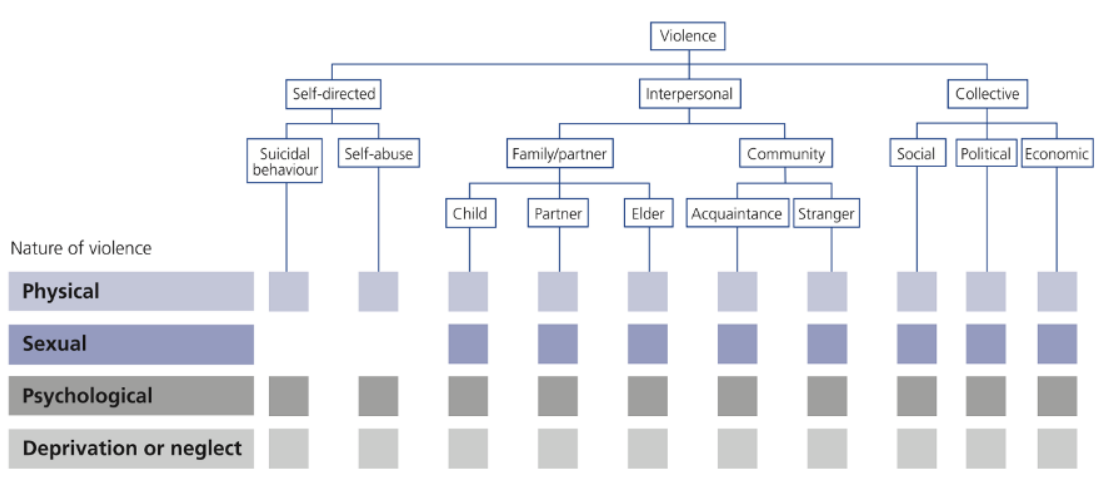 Violence
Self-directed
Interpersonal
Collective
Suicidal
behaviour
Self-abuse
Family/partner
Community
Social
Political
Economic
Child
Partner
Elder
Acquaintance
Stranger
Nature of violence
Physical
Sexual
Psychological
Deprivation or neglect